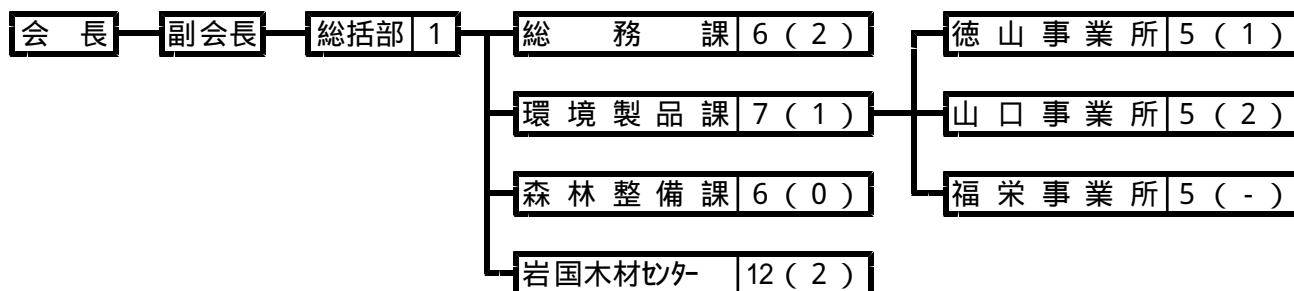 会長 副会長 総括部 1 総務課 6 ( 2 ) 徳山事業所 5 ( 1 )
環境製品課 7 ( 1 ) 山口事業所 5 ( 2 )
森林整備課 6 ( 0 ) 福栄事業所 5 ( - )
岩国木材ｾﾝﾀｰ 12 ( 2 )